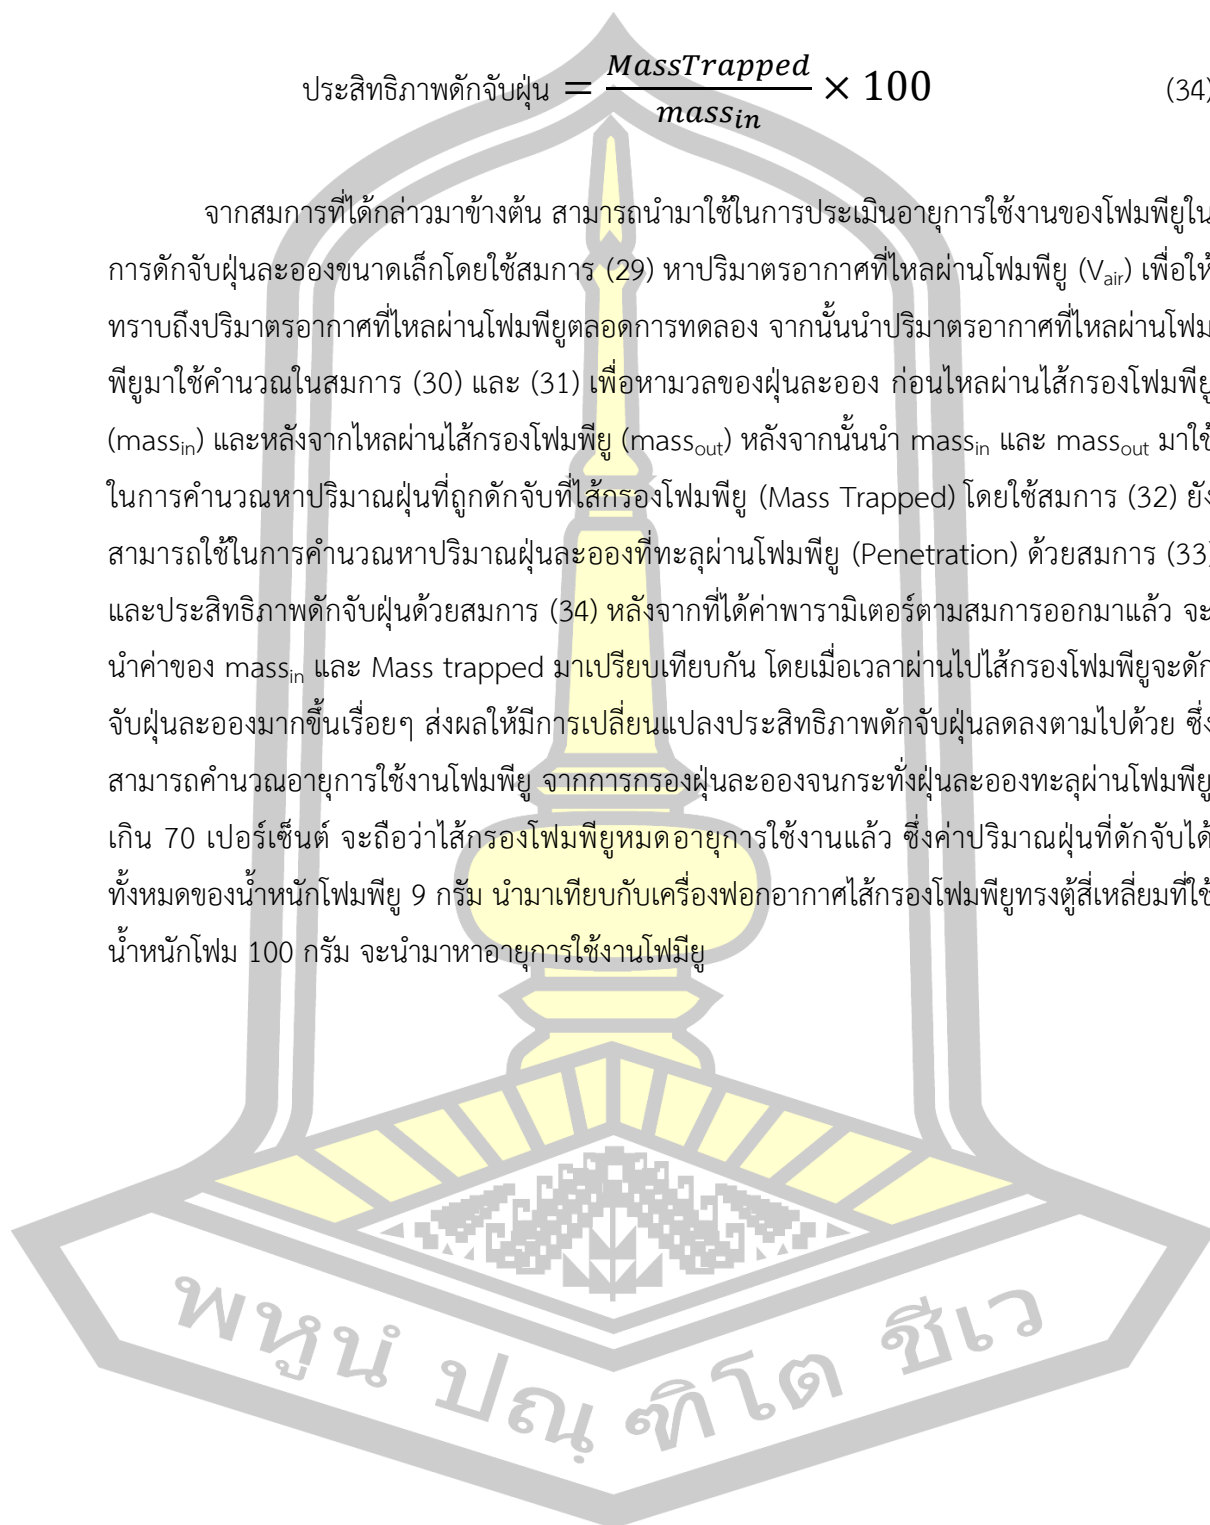 ประสิทธิภาพดักจับฝุ่น = MassTrapped / mass_in × 100 (34)
จากสมการที่ได้กล่าวมาข้างต้น สามารถนำมาใช้ในการประเมินอายุการใช้งานของโฟมพียูใน
การดักจับฝุ่นละอองขนาดเล็กโดยใช้สมการ (29) หาปริมาตรอากาศที่ไหลผ่านโฟมพียู (V_air) เพื่อให้
ทราบถึงปริมาตรอากาศที่ไหลผ่านโฟมพียูตลอดการทดลอง จากนั้นนำปริมาตรอากาศที่ไหลผ่านโฟม
พียูมาใช้คำนวณในสมการ (30) และ (31) เพื่อหามวลของฝุ่นละออง ก่อนไหลผ่านไส้กรองโฟมพียู
(mass_in) และหลังจากไหลผ่านไส้กรองโฟมพียู (mass_out) หลังจากนั้นนำ mass_in และ mass_out มาใช้
ในการคำนวณหาปริมาณฝุ่นที่ถูกดักจับที่ไส้กรองโฟมพียู (Mass Trapped) โดยใช้สมการ (32) ยัง
สามารถใช้ในการคำนวณหาปริมาณฝุ่นละอองที่ทะลุผ่านโฟมพียู (Penetration) ด้วยสมการ (33)
และประสิทธิภาพดักจับฝุ่นด้วยสมการ (34) หลังจากที่ได้ค่าพารามิเตอร์ตามสมการออกมาแล้ว จะ
นำค่าของ mass_in และ Mass trapped มาเปรียบเทียบกัน โดยเมื่อเวลาผ่านไปไส้กรองโฟมพียูจะดัก
จับฝุ่นละอองมากขึ้นเรื่อยๆ ส่งผลให้มีการเปลี่ยนแปลงประสิทธิภาพดักจับฝุ่นลดลงตามไปด้วย ซึ่ง
สามารถคำนวณอายุการใช้งานโฟมพียู จากการกรองฝุ่นละอองจนกระทั่งฝุ่นละอองทะลุผ่านโฟมพียู
เกิน 70 เปอร์เซ็นต์ จะถือว่าไส้กรองโฟมพียูหมดอายุการใช้งานแล้ว ซึ่งค่าปริมาณฝุ่นที่ดักจับได้
ทั้งหมดของน้ำหนักโฟมพียู 9 กรัม นำมาเทียบกับเครื่องฟอกอากาศไส้กรองโฟมพียูทรงตู้สี่เหลี่ยมที่ใช้
น้ำหนักโฟม 100 กรัม จะนำมาหาอายุการใช้งานโฟมียู
พหูนํ ปณฺฑิโต ชีเว